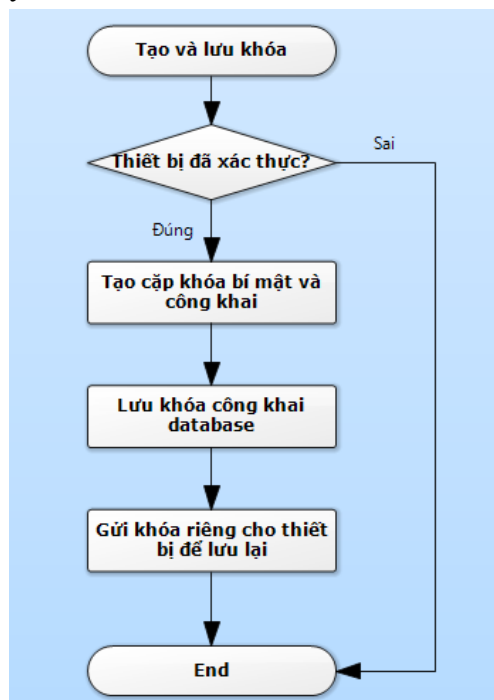 Tạo và lưu khóa
Thiết bị đã xác thực?
Sai
Đúng
Tạo cặp khóa bí mật và
công khai
Lưu khóa công khai
database
Gửi khóa riêng cho thiết
bị để lưu lại
End